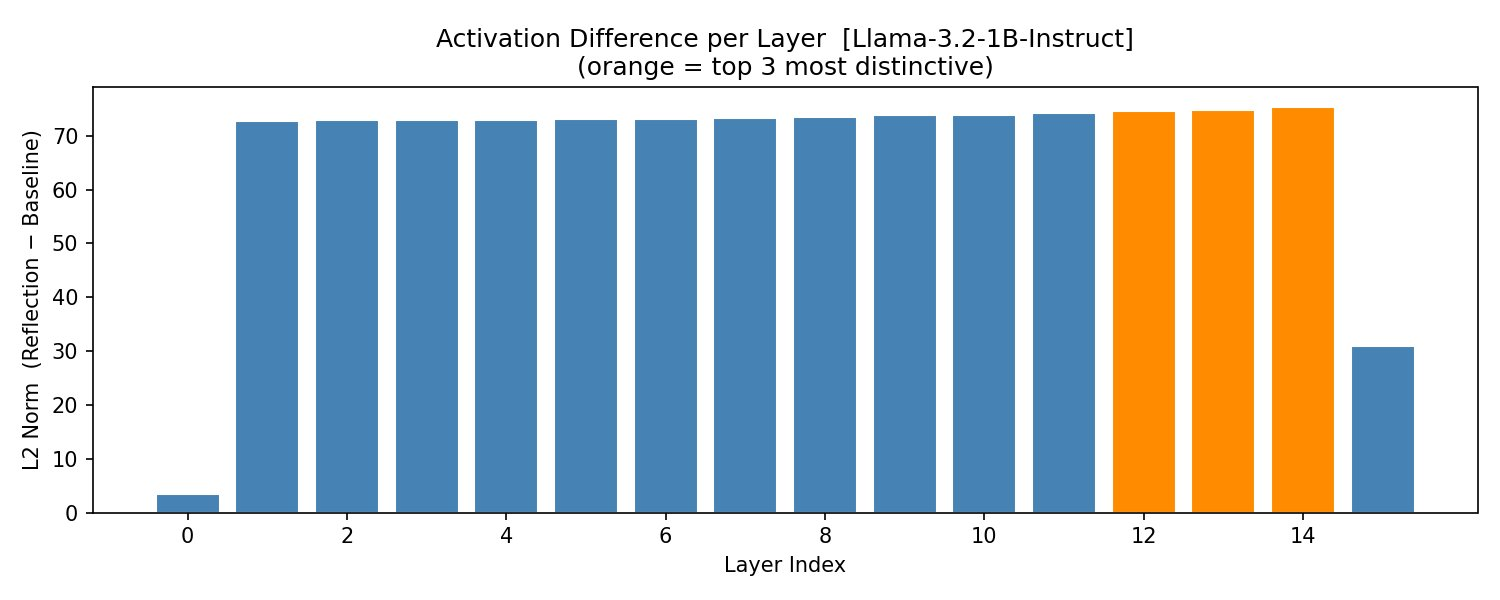 Activation Difference per Layer  [Llama-3.2-1B-Instruct]
(orange = top 3 most distinctive)
L2 Norm  (Reflection − Baseline)
70
60
50
40
30
20
10
0
0 2 4 6 8 10 12 14
Layer Index